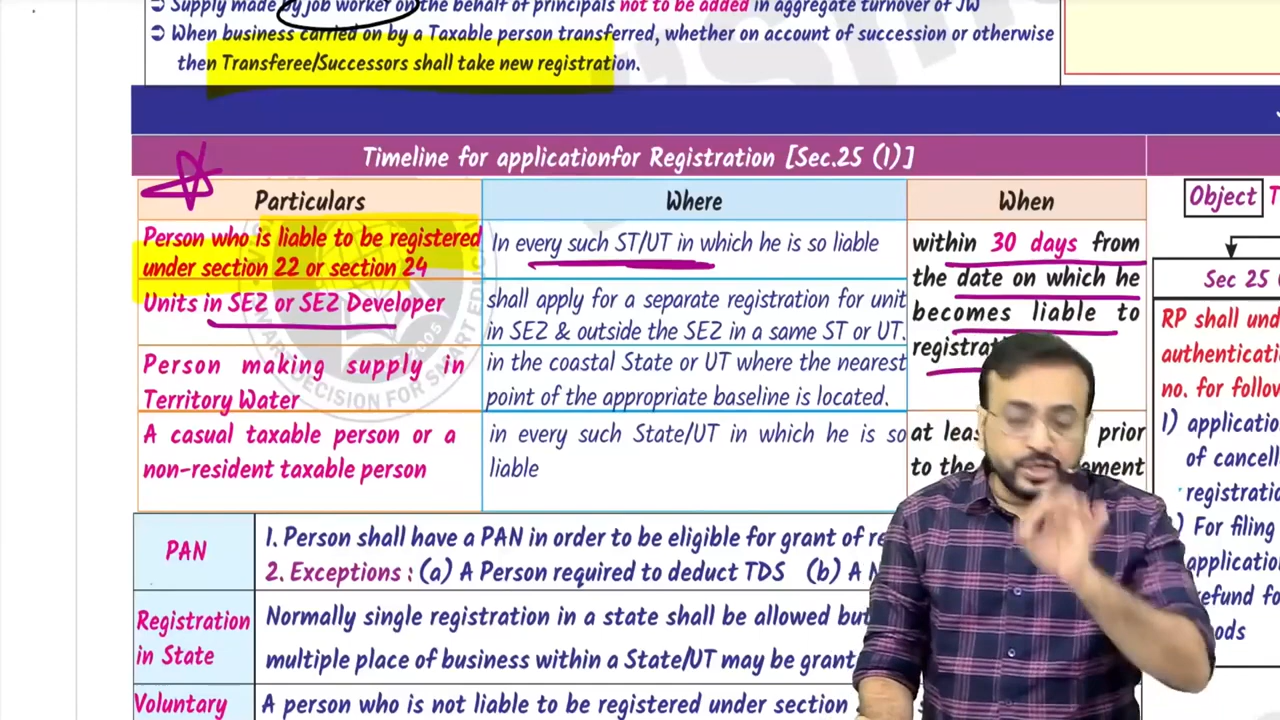 ⊃ Supply made by job worker on the behalf of principals not to be added in aggregate turnover of JW
⊃ When business carried on by a Taxable person transferred, whether on account of succession or otherwise
then Transferee/Successors shall take new registration.
Timeline for applicationfor Registration [Sec.25 (1)]
Particulars
Where
When
Person who is liable to be registered
under section 22 or section 24
In every such ST/UT in which he is so liable
within 30 days from
the date on which he
becomes liable to
Units in SEZ or SEZ Developer
shall apply for a separate registration for unit
in SEZ & outside the SEZ in a same ST or UT.
Person making supply in
Territory Water
in the coastal State or UT where the nearest
point of the appropriate baseline is located.
A casual taxable person or a
non-resident taxable person
in every such State/UT in which he is so
liable
at prior
to the
PAN
1. Person shall have a PAN in order to be eligible for grant of
2. Exceptions : (a) A Person required to deduct TDS (b) A
Registration
in State
Normally single registration in a state shall be allowed but
multiple place of business within a State/UT may be
Voluntary
A person who is not liable to be registered under section
Object
Sec 25
RP shall
no. for
1)
of
2) For filing